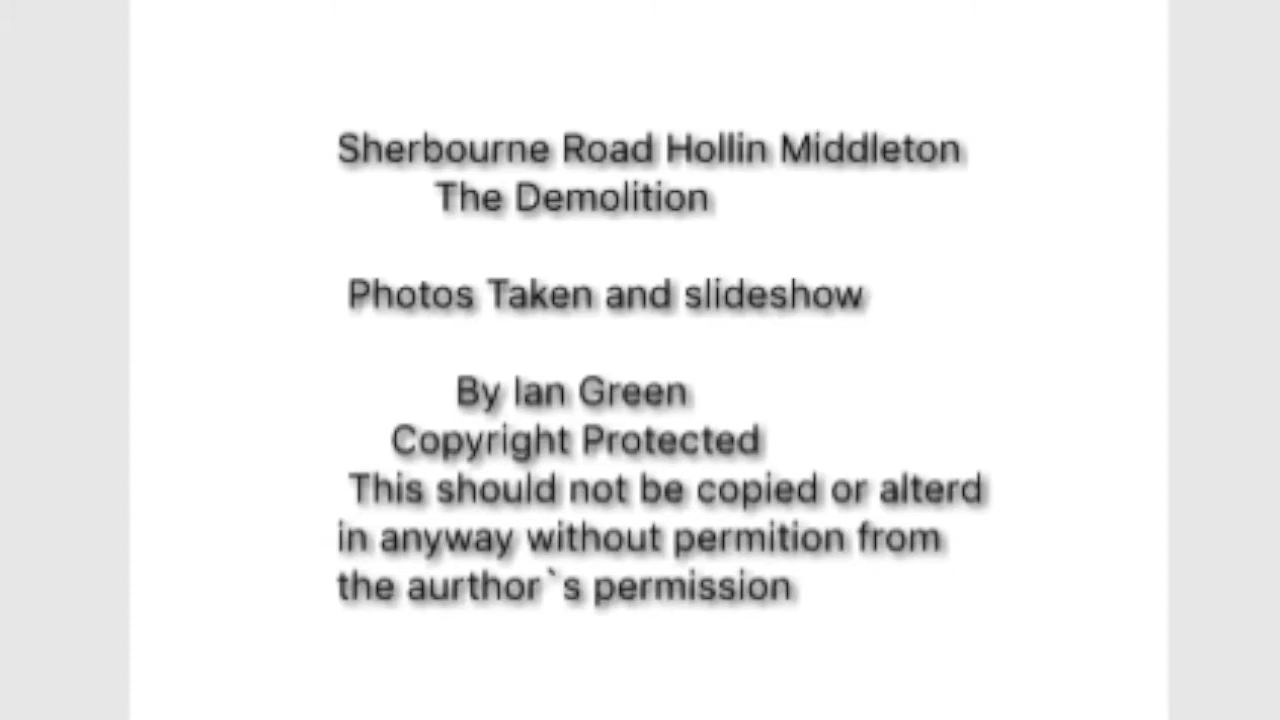 Sherbourne Road Hollin Middleton
The Demolition
Photos Taken and slideshow
By Ian Green
Copyright Protected
This should not be copied or alterd
in anyway without permition from
the aurthor`s permission